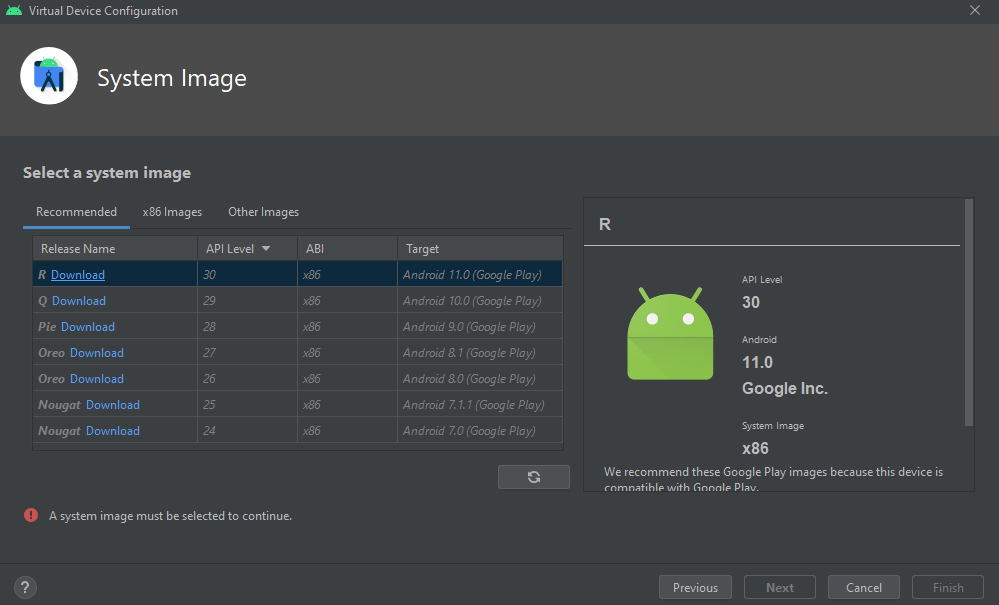 Virtual Device Configuration
System Image
Select a system image
Recommended x86 Images Other Images
Release Name API Level ABI Target
R Download 30 x86 Android 11.0 (Google Play)
Q Download 29 x86 Android 10.0 (Google Play)
Pie Download 28 x86 Android 9.0 (Google Play)
Oreo Download 27 x86 Android 8.1 (Google Play)
Oreo Download 26 x86 Android 8.0 (Google Play)
Nougat Download 25 x86 Android 7.1.1 (Google Play)
Nougat Download 24 x86 Android 7.0 (Google Play)
R
API Level
30
Android
11.0
Google Inc.
System Image
x86
We recommend these Google Play images because this device is
compatible with Google Play.
A system image must be selected to continue.
? Previous Next Cancel Finish